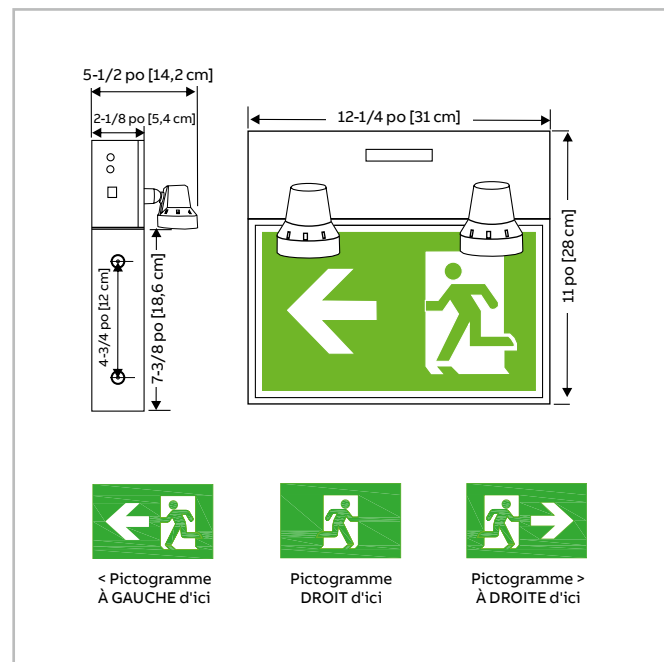 5-1/2 po [14,2 cm]
2-1/8 po [5,4 cm]
12-1/4 po [31 cm]
11 po [28 cm]
4-3/4 po [12 cm]
7-3/8 po [18,6 cm]
< Pictogramme
À GAUCHE d'ici
Pictogramme
DROIT d'ici
Pictogramme >
À DROITE d'ici